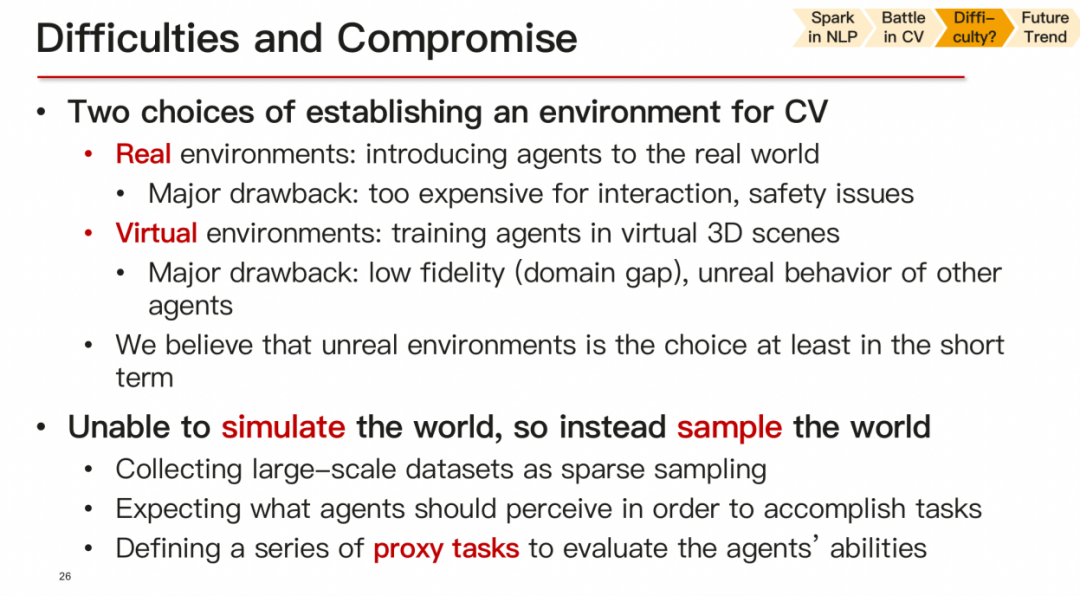 Difficulties and Compromise
Spark
in NLP
Battle
in CV
Diffi-
culty?
Future
Trend
• Two choices of establishing an environment for CV
• Real environments: introducing agents to the real world
• Major drawback: too expensive for interaction, safety issues
• Virtual environments: training agents in virtual 3D scenes
• Major drawback: low fidelity (domain gap), unreal behavior of other
agents
• We believe that unreal environments is the choice at least in the short
term
• Unable to simulate the world, so instead sample the world
• Collecting large-scale datasets as sparse sampling
• Expecting what agents should perceive in order to accomplish tasks
• Defining a series of proxy tasks to evaluate the agents’ abilities
26